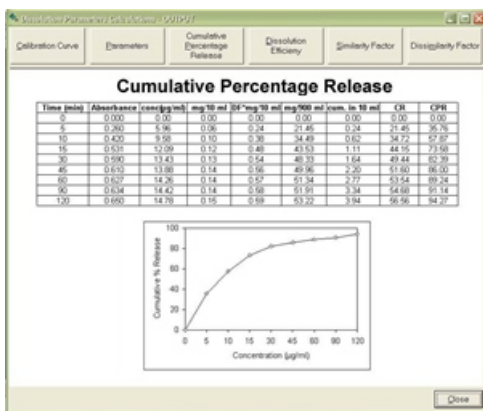 Dissolution Parameters Calculations - OUTPUT
Calibration Curve Parameters Cumulative Percentage Release Dissolution Efficieny Similarity Factor Dissimilarity Factor
Cumulative Percentage Release
Time (min) Absorbance conc(µg/ml) mg/10 ml DF*mg/10 ml mg/900 ml cum. in 10 ml CR CPR
0 0.000 0.00 0.00 0.00 0.00 0.00 0.00 0.00
5 0.260 5.96 0.06 0.24 21.45 0.24 21.45 35.76
10 0.420 9.58 0.10 0.38 34.49 0.62 34.72 57.87
15 0.531 12.09 0.12 0.48 43.53 1.11 44.15 73.58
30 0.590 13.43 0.13 0.54 48.33 1.64 49.44 82.39
45 0.610 13.88 0.14 0.56 49.96 2.20 51.60 86.00
60 0.627 14.26 0.14 0.57 51.34 2.77 53.54 89.24
90 0.634 14.42 0.14 0.58 51.91 3.34 54.68 91.14
120 0.650 14.78 0.15 0.59 53.22 3.94 56.56 94.27
Cumulative % Release
100
80
60
40
20
0
0 5 10 15 30 45 60 90 120
Concentration (µg/ml)
Close